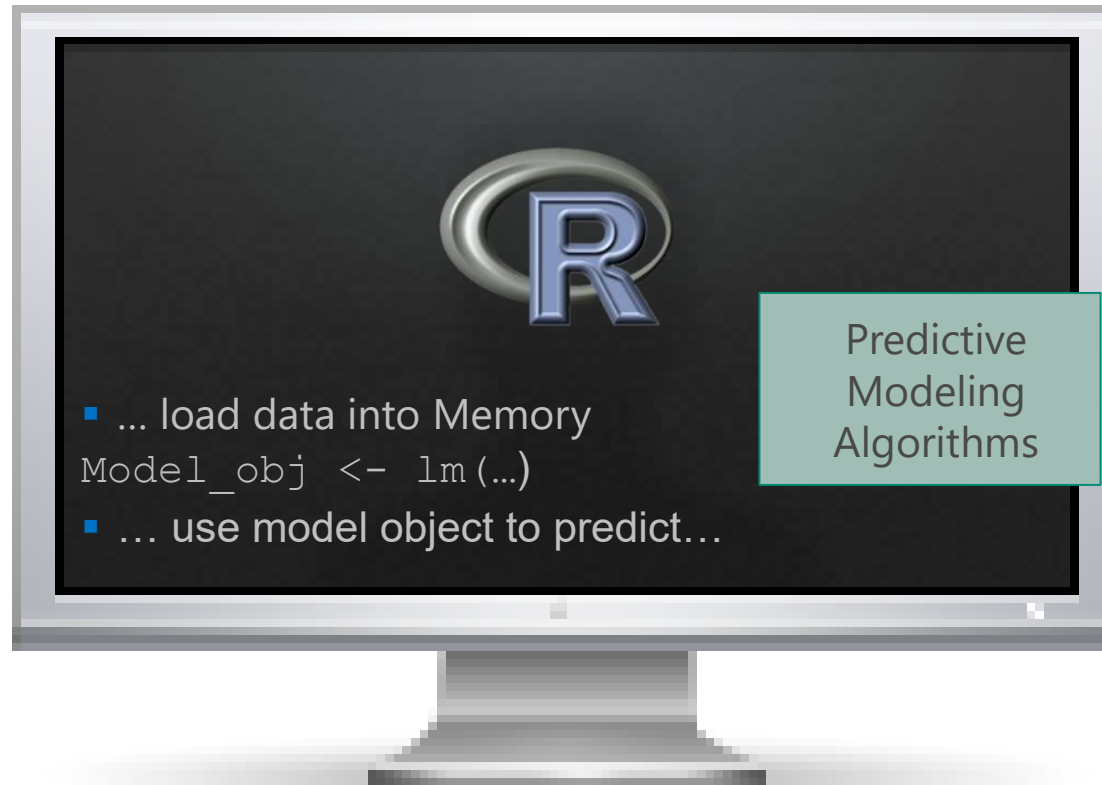 R
Predictive
Modeling
Algorithms
▪ ... load data into Memory
Model_obj <- lm(…)
▪ … use model object to predict…